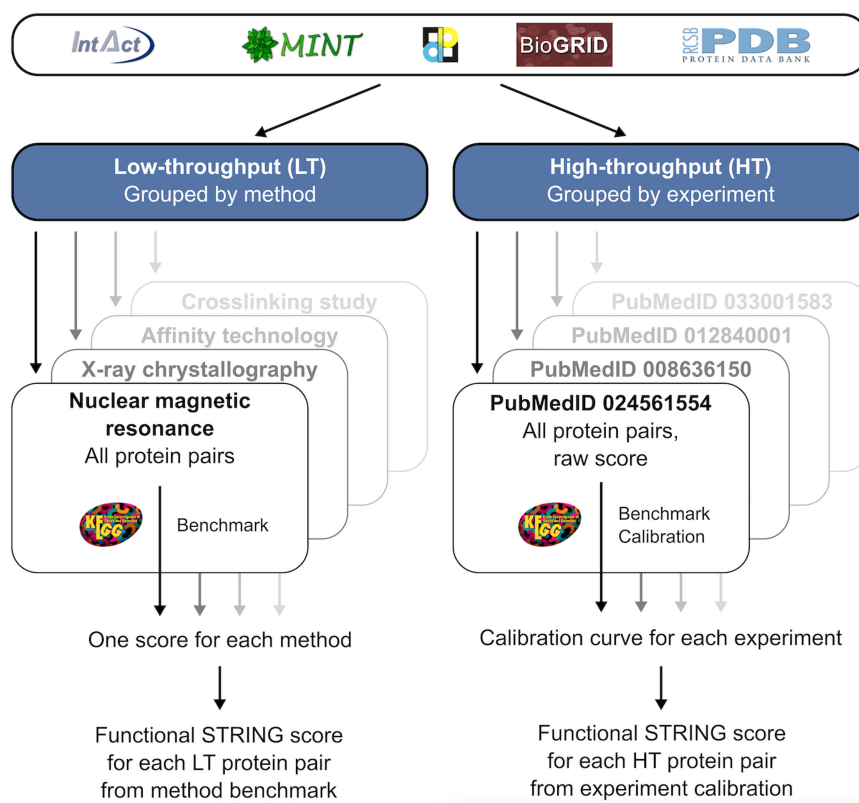 IntAct
MINT
BioGRID
RCSB
PDB
PROTEIN DATA BANK
Low-throughput (LT)
Grouped by method
High-throughput (HT)
Grouped by experiment
Crosslinking study
Affinity technology
X-ray chrystallography
Nuclear magnetic
resonance
All protein pairs
KEGG
Benchmark
PubMedID 033001583
PubMedID 012840001
PubMedID 008636150
PubMedID 024561554
All protein pairs,
raw score
KEGG
Benchmark
Calibration
One score for each method
Calibration curve for each experiment
Functional STRING score
for each LT protein pair
from method benchmark
Functional STRING score
for each HT protein pair
from experiment calibration